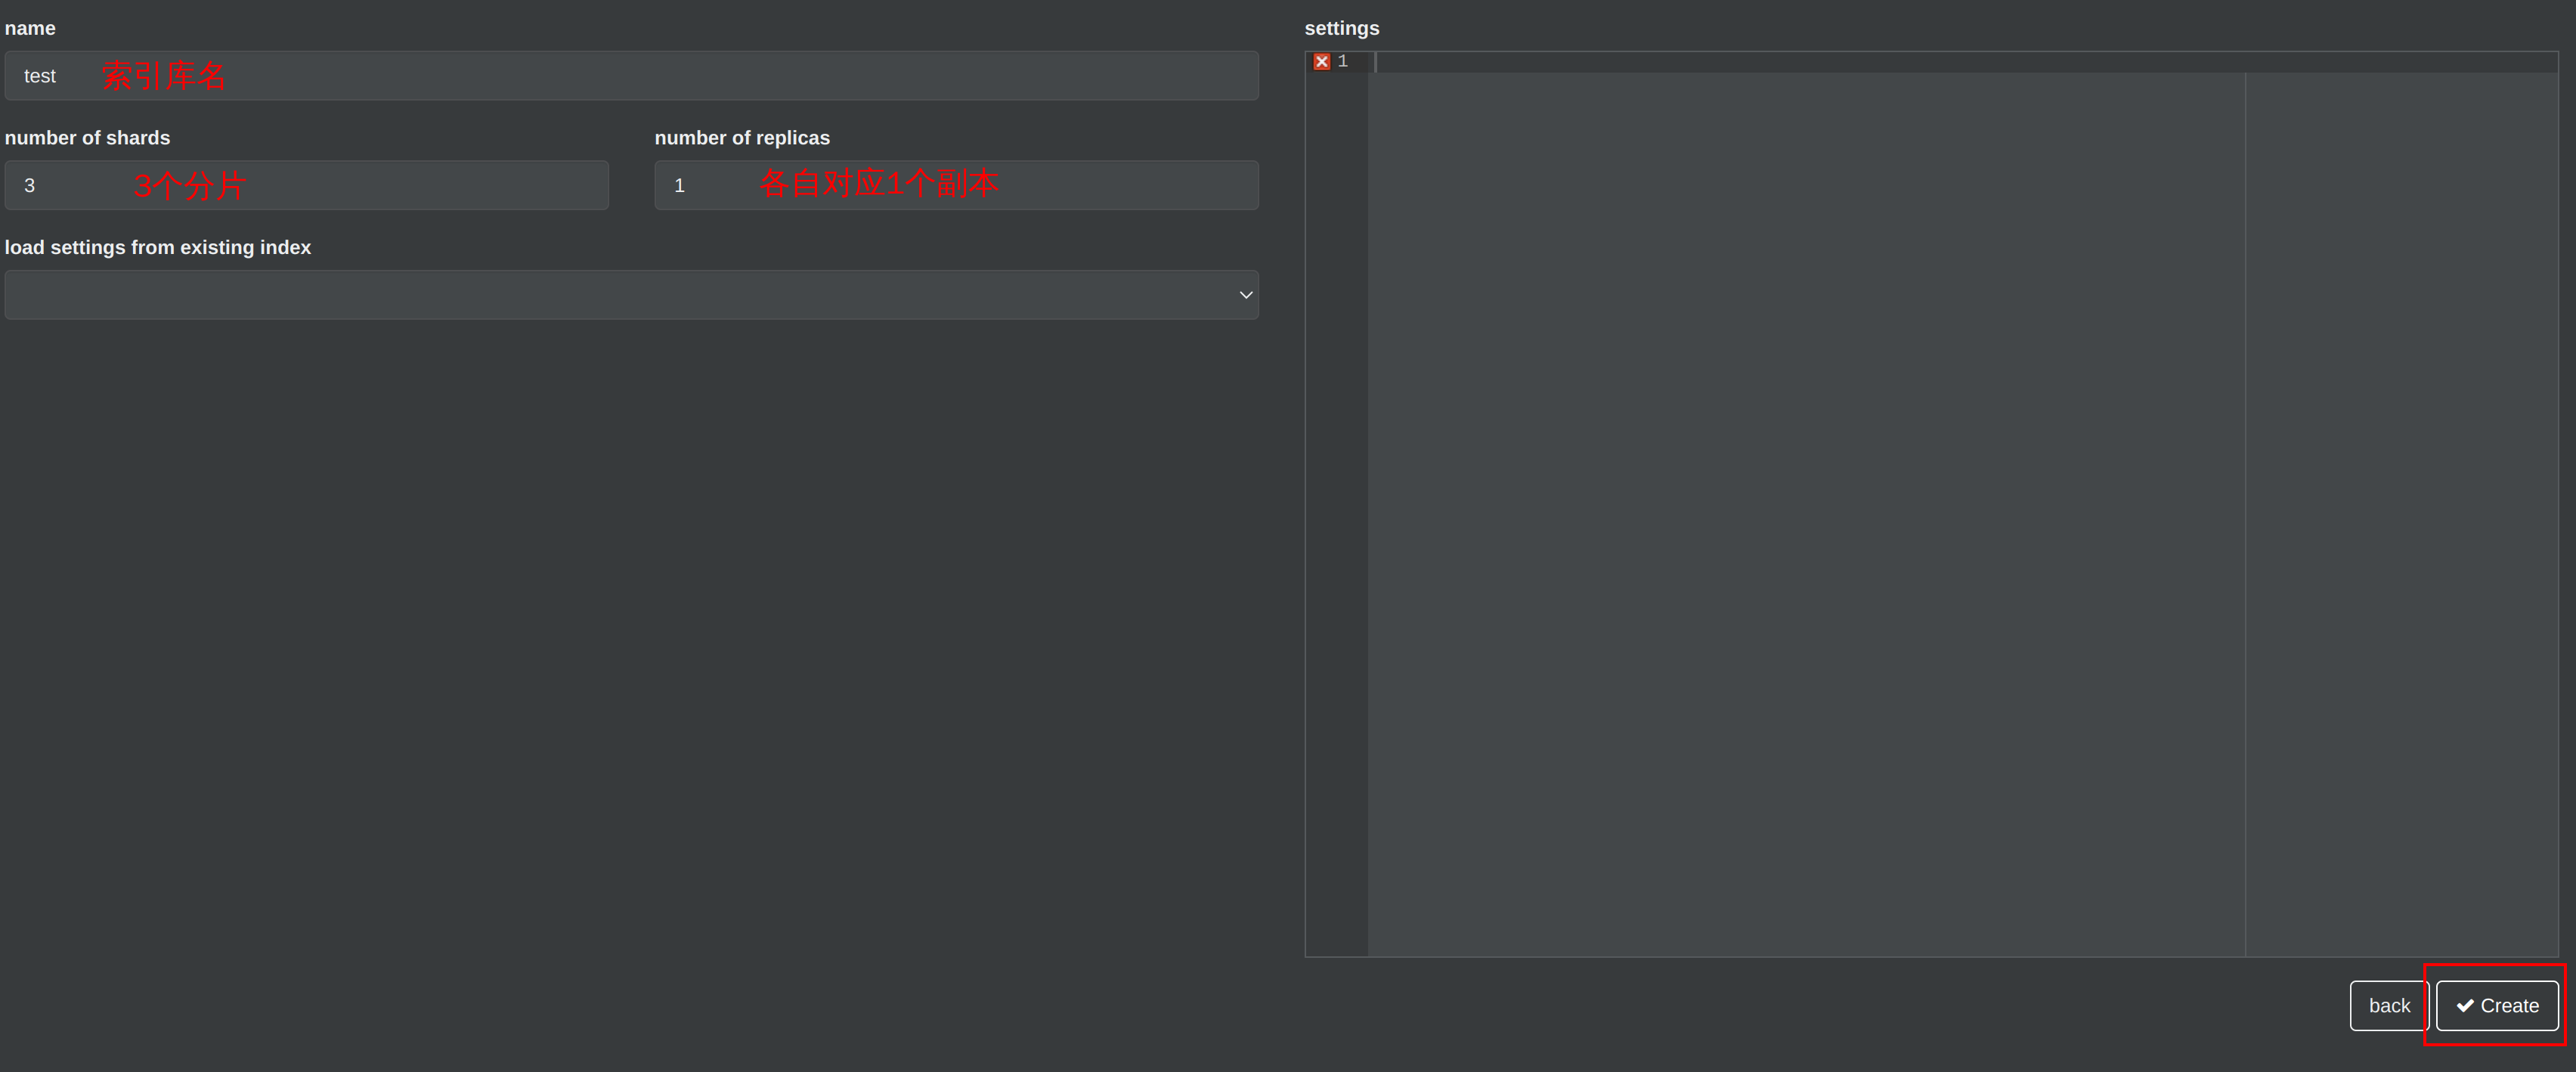 name
test 索引库名
number of shards
number of replicas
3 3个分片
1 各自对应1个副本
load settings from existing index
settings
1
back
Create